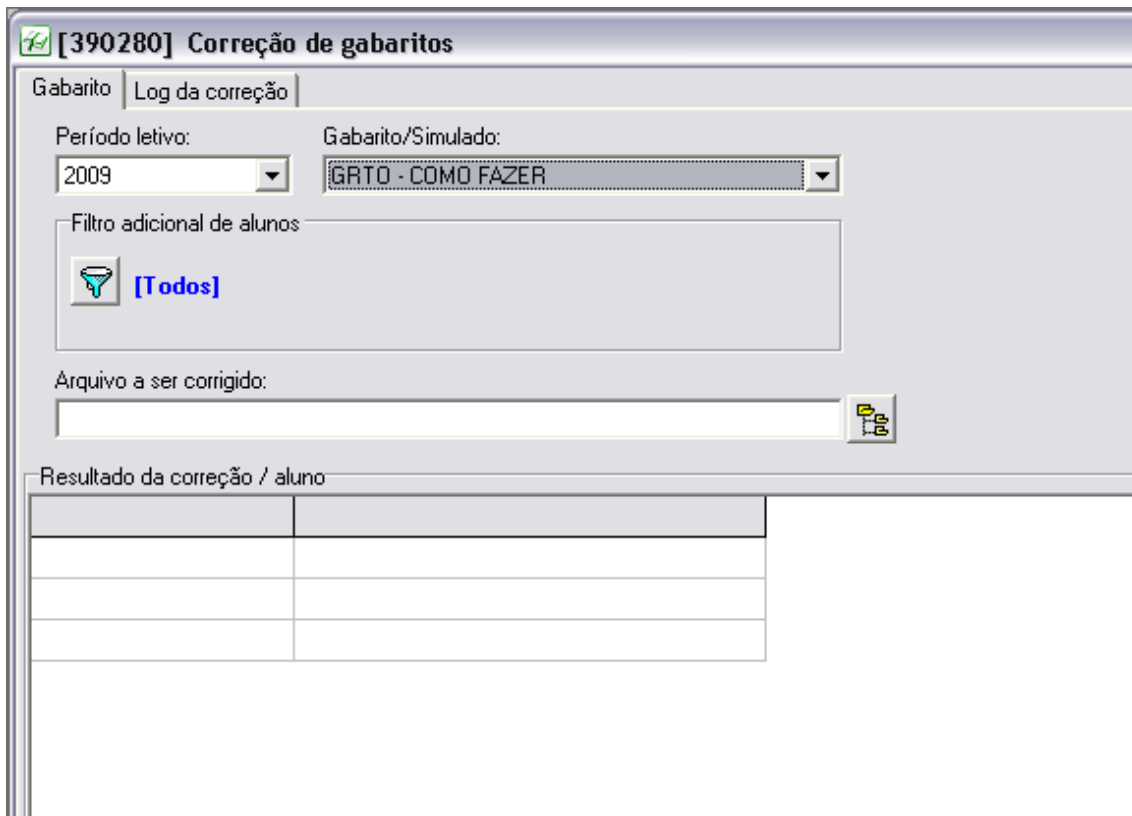 [390280] Correção de gabaritos
Gabarito Log da correção
Período letivo: Gabarito/Simulado:
2009 GRTO - COMO FAZER
Filtro adicional de alunos
[Todos]
Arquivo a ser corrigido:
Resultado da correção / aluno